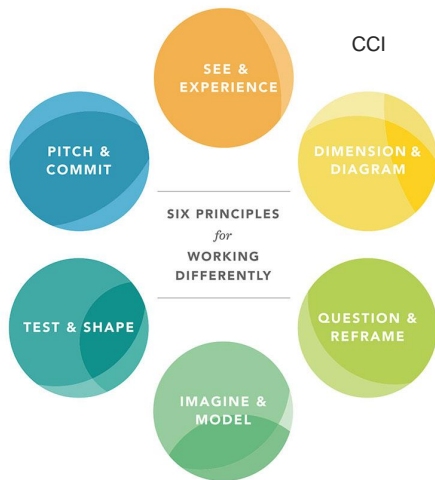 CCI
SEE &
EXPERIENCE
PITCH &
COMMIT
DIMENSION &
DIAGRAM
SIX PRINCIPLES
for
WORKING
DIFFERENTLY
TEST & SHAPE
QUESTION &
REFRAME
IMAGINE &
MODEL